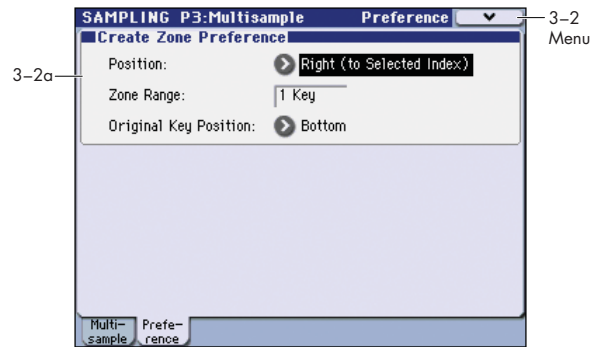 SAMPLING P3:Multisample Preference
3–2
Menu
Create Zone Preference
3–2a
Position: Right (to Selected Index)
Zone Range: 1 Key
Original Key Position: Bottom
Multi-
sample
Prefe-
rence